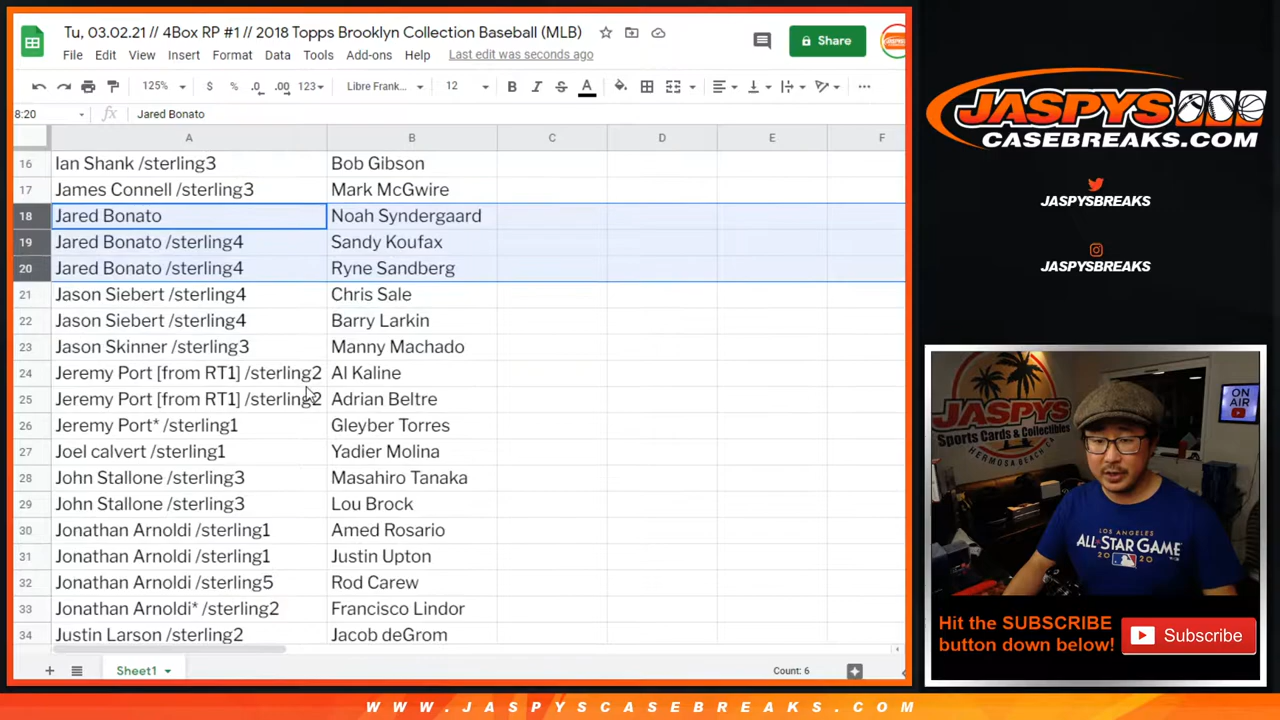 Tu, 03.02.21 // 4Box RP #1 // 2018 Topps Brooklyn Collection Baseball (MLB)
File Edit View Insert Format Data Tools Add-ons Help Last edit was seconds ago
Share
125% $ % .0 .00 123 Libre Frank... 12 B I S A
8:20 fx Jared Bonato
A B C D E F
16 Ian Shank /sterling3 Bob Gibson
17 James Connell /sterling3 Mark McGwire
18 Jared Bonato Noah Syndergaard
19 Jared Bonato /sterling4 Sandy Koufax
20 Jared Bonato /sterling4 Ryne Sandberg
21 Jason Siebert /sterling4 Chris Sale
22 Jason Siebert /sterling4 Barry Larkin
23 Jason Skinner /sterling3 Manny Machado
24 Jeremy Port [from RT1] /sterling2 Al Kaline
25 Jeremy Port [from RT1] /sterling2 Adrian Beltre
26 Jeremy Port* /sterling1 Gleyber Torres
27 Joel calvert /sterling1 Yadier Molina
28 John Stallone /sterling3 Masahiro Tanaka
29 John Stallone /sterling3 Lou Brock
30 Jonathan Arnoldi /sterling1 Amed Rosario
31 Jonathan Arnoldi /sterling1 Justin Upton
32 Jonathan Arnoldi /sterling5 Rod Carew
33 Jonathan Arnoldi* /sterling2 Francisco Lindor
34 Justin Larson /sterling2 Jacob deGrom
Sheet1
Count: 6
JASPYS
CASEBREAKS.COM
JASPYSBREAKS
JASPYSBREAKS
JASPYS
Sports Cards & Collectibles
HERMOSA BEACH
ON
AIR
LOS ANGELES
ALL STAR GAME
2020
Hit the SUBSCRIBE
button down below!
Subscribe
WWW.JASPYSCASEBREAKS.COM